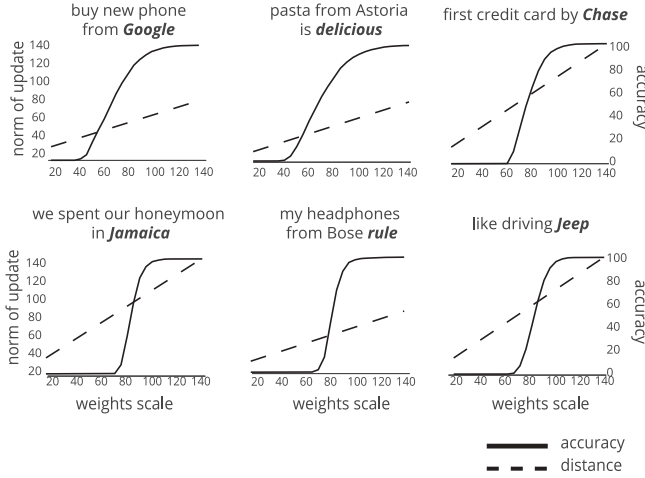 buy new phone
from Google
pasta from Astoria
is delicious
first credit card by Chase
norm of update
140
120
100
80
60
40
20
20 40 60 80 100 120 140
20 40 60 80 100 120 140
100
80
60
40
20
0
accuracy
20 40 60 80 100 120 140
we spent our honeymoon
in Jamaica
my headphones
from Bose rule
like driving Jeep
norm of update
140
120
100
80
60
40
20
20 40 60 80 100 120 140
weights scale
20 40 60 80 100 120 140
weights scale
100
80
60
40
20
0
accuracy
20 40 60 80 100 120 140
weights scale
accuracy
distance